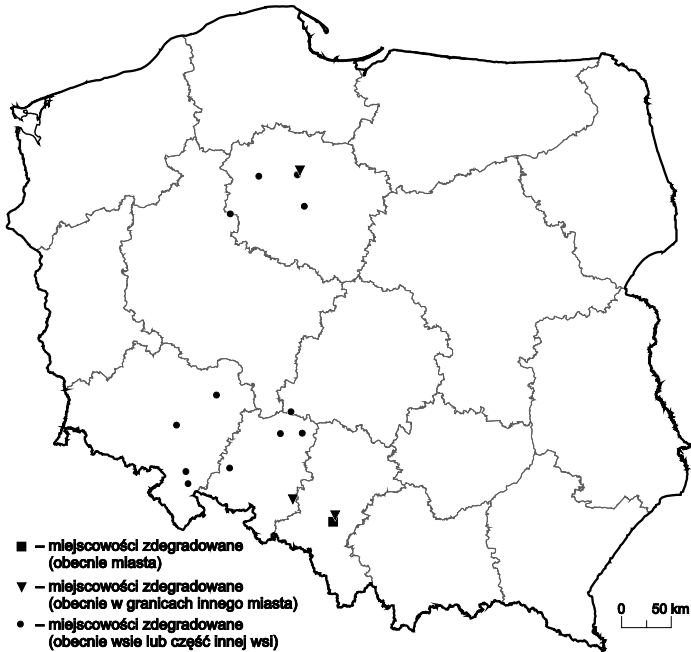 – miejscowości zdegradowane
(obecnie miasta)
– miejscowości zdegradowane
(obecnie w granicach innego miasta)
– miejscowości zdegradowane
(obecnie wsie lub część innej wsi)
0 50 km